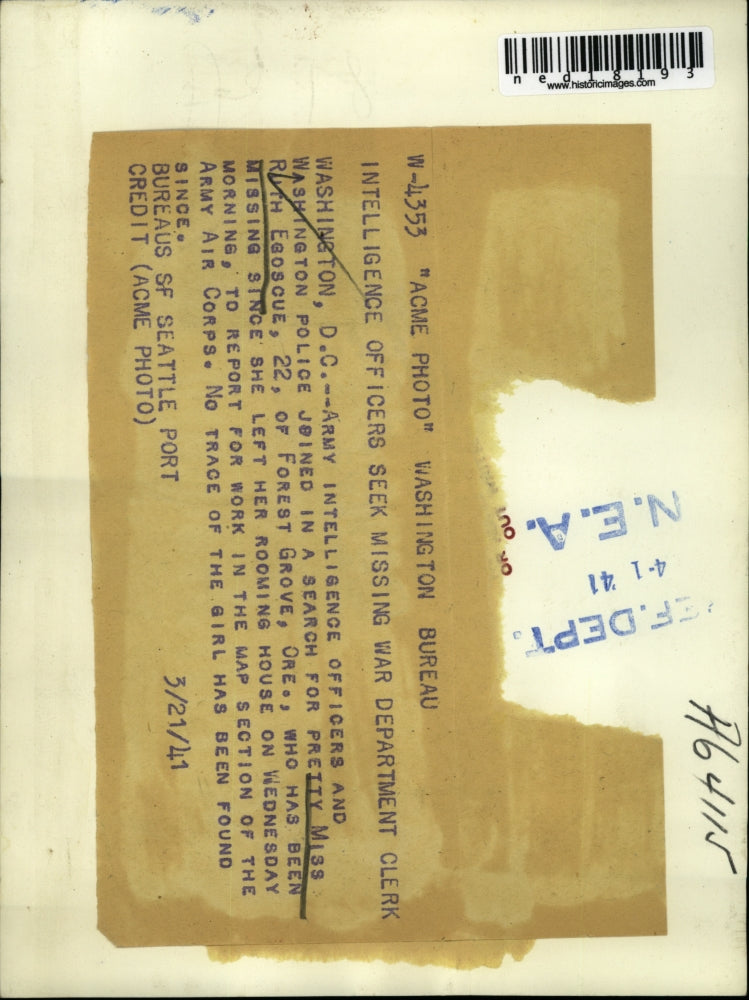 ned18193
www.historicimages.com
W-4353 "ACME PHOTO" WASHINGTON BUREAU
INTELLIGENCE OFFICERS SEEK MISSING WAR DEPARTMENT CLERK
WASHINGTON, D.C.--ARMY INTELLIGENCE OFFICERS AND
WASHINGTON POLICE JOINED IN A SEARCH FOR PRETTY MISS
RUTH EGOSCUE, 22, OF FOREST GROVE, ORE., WHO HAS BEEN
MISSING SINCE SHE LEFT HER ROOMING HOUSE ON WEDNESDAY
MORNING, TO REPORT FOR WORK IN THE MAP SECTION OF THE
ARMY AIR CORPS. NO TRACE OF THE GIRL HAS BEEN FOUND
SINCE.
BUREAUS SF SEATTLE PORT 3/21/41
CREDIT (ACME PHOTO)
N.E.A.
4-1 41
EF.DEPT.